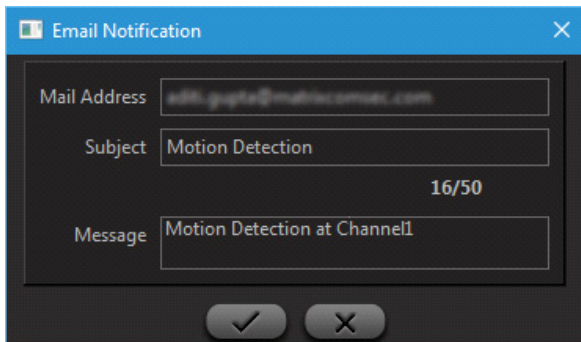 Email Notification
Mail Address
Subject Motion Detection
16/50
Message Motion Detection at Channel1